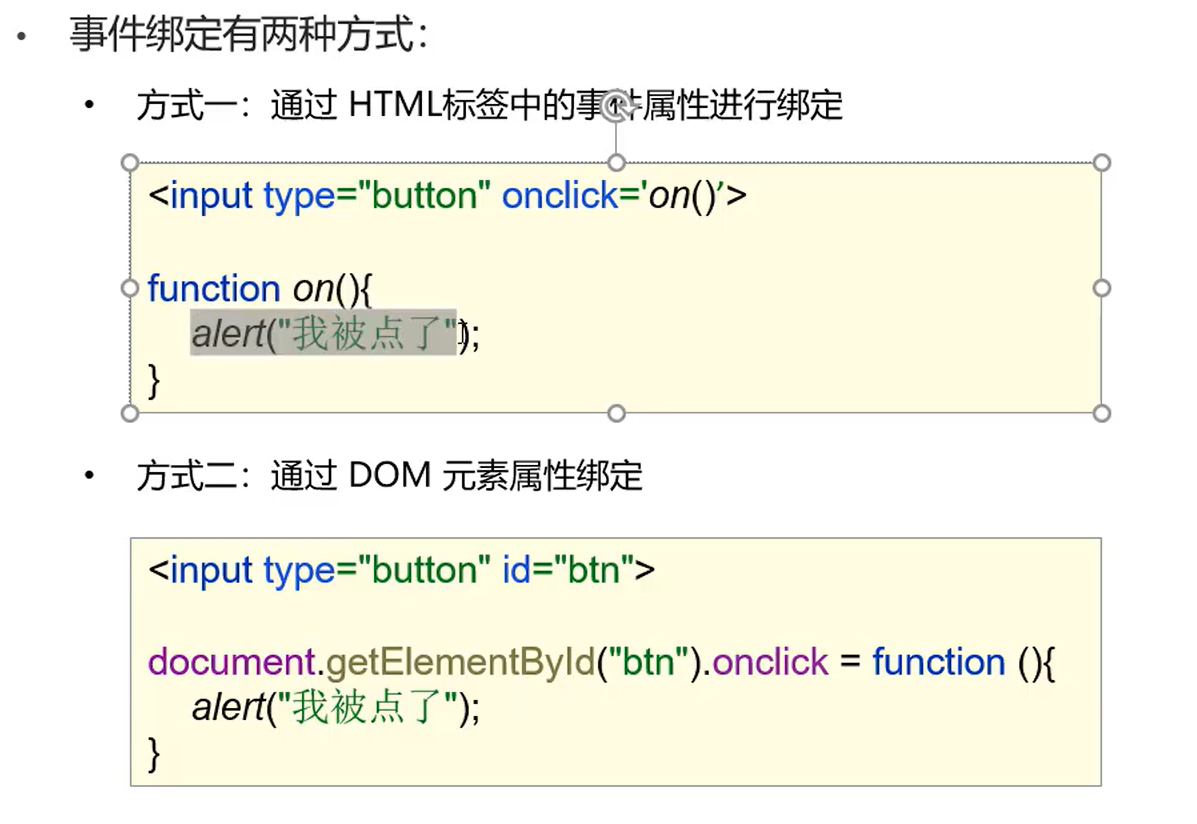 • 事件绑定有两种方式：
• 方式一：通过 HTML标签中的事件属性进行绑定
<input type="button" onclick='on()’>
function on(){
alert("我被点了");
}
• 方式二：通过 DOM 元素属性绑定
<input type="button" id="btn">
document.getElementById("btn").onclick = function (){
alert("我被点了");
}